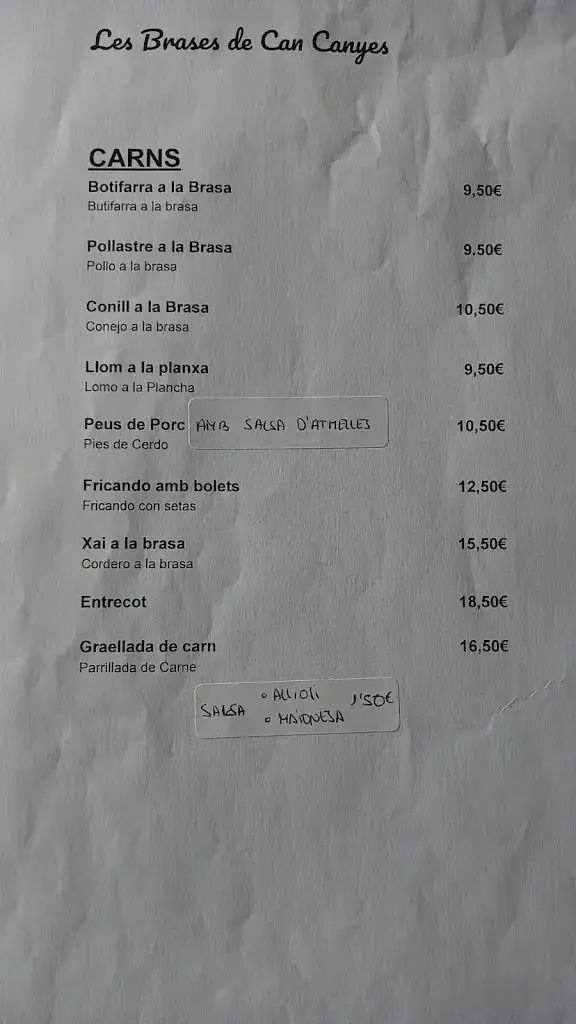 Les Brases de Can Canyes
CARNS
Botifarra a la Brasa 9,50€
Butifarra a la brasa
Pollastre a la Brasa 9.50€
Pollo a la brasa
Conill a la Brasa 10,50€
Conejo a la brasa
Llom a la planxa 9,50€
Lomo a la Plancha
Peus de Porc AMB SALSA D'ATMELLES 10,50€
Pies de Cerdo
Fricando amb bolets 12,50€
Fricando con setas
Xai a la brasa 15,50€
Cordero a la brasa
Entrecot 18,50€
Graellada de carn 16,50€
Parrillada de Carne
SALSA ∘ ALLIOLI 1'50€
∘ MAIONESA